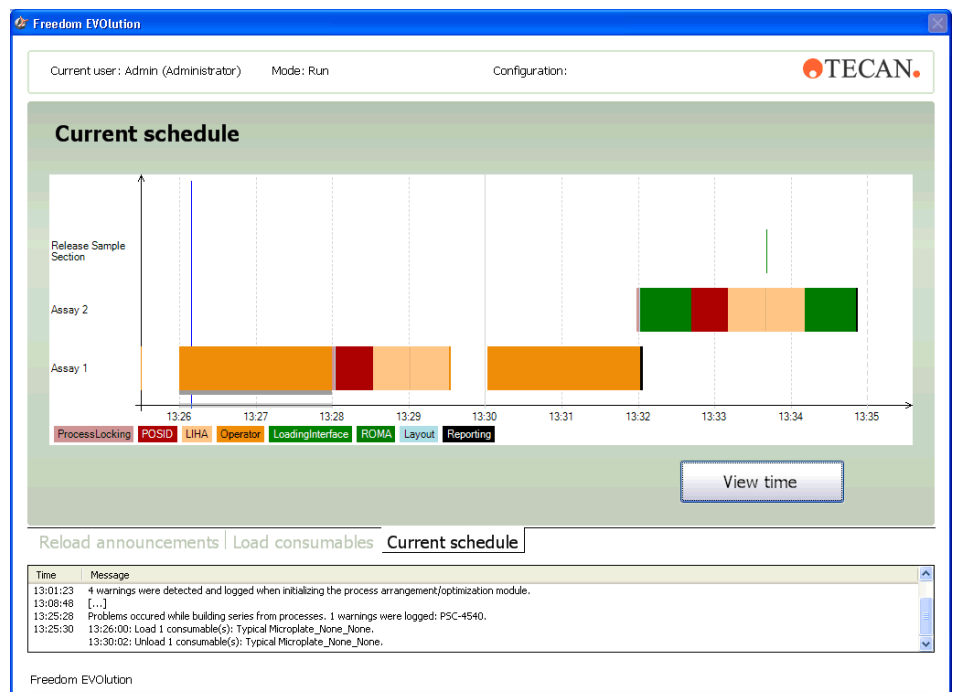 Freedom EVOlution
Current user: Admin (Administrator) Mode: Run Configuration: TECAN.
Current schedule
Release Sample
Section
Assay 2
Assay 1
13:26 13:27 13:28 13:29 13:30 13:31 13:32 13:33 13:34 13:35
ProcessLocking POSID LIHA Operator LoadingInterface ROMA Layout Reporting
View time
Reload announcements Load consumables Current schedule
Time Message
13:01:23 4 warnings were detected and logged when initializing the process arrangement/optimization module.
13:08:48 [...]
13:25:28 Problems occured while building series from processes. 1 warnings were logged: PSC-4540.
13:25:30 13:26:00: Load 1 consumable(s): Typical Microplate_None_None.
13:30:02: Unload 1 consumable(s): Typical Microplate_None_None.
Freedom EVOlution